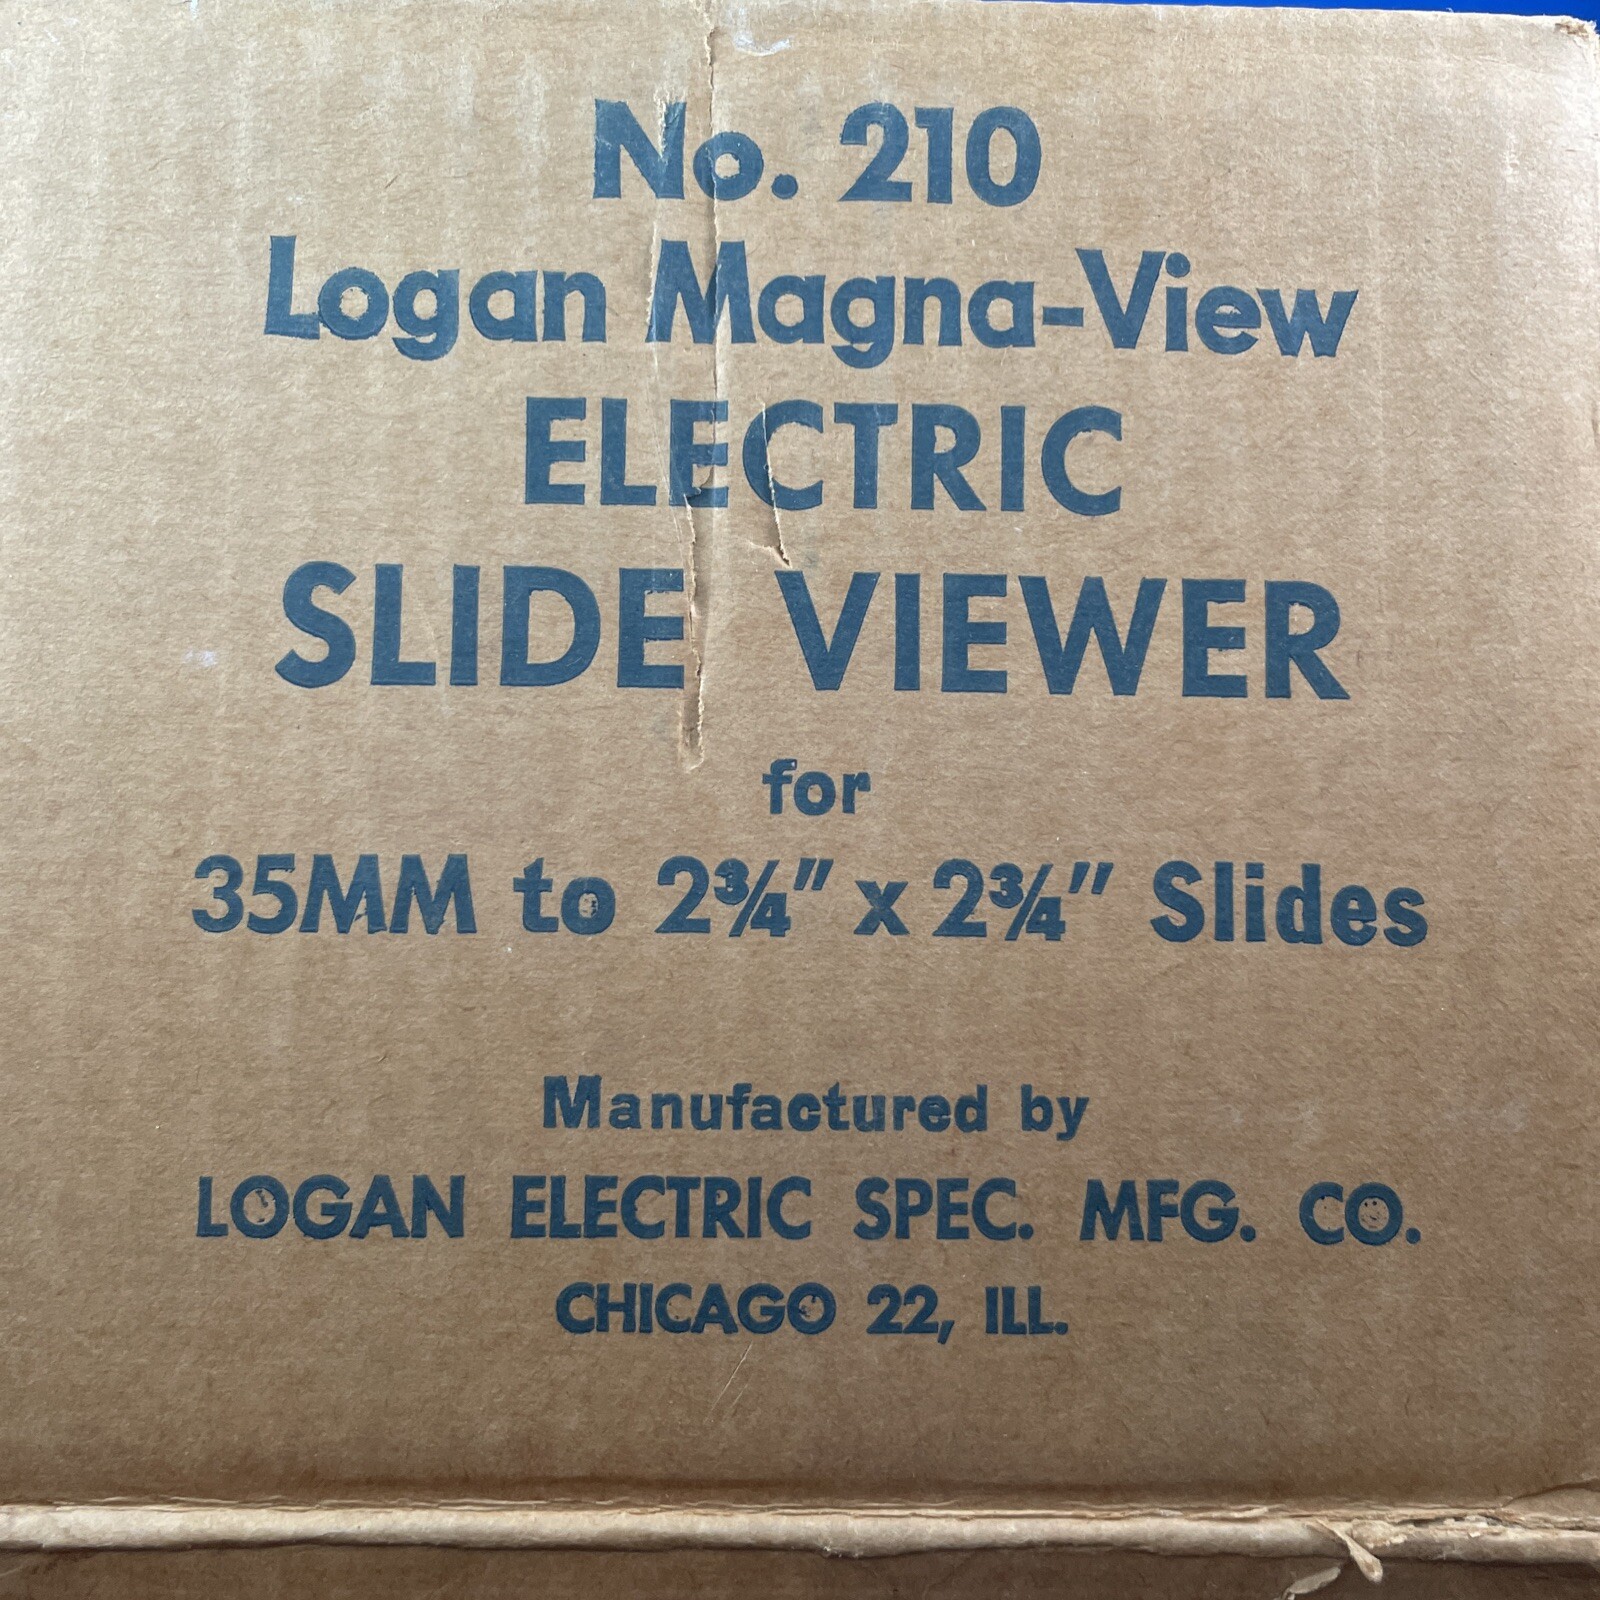 No. 210
Logan Magna-View
ELECTRIC
SLIDE VIEWER
for
35MM to 2¾" x 2¾" Slides
Manufactured by
LOGAN ELECTRIC SPEC. MFG. CO.
CHICAGO 22, ILL.